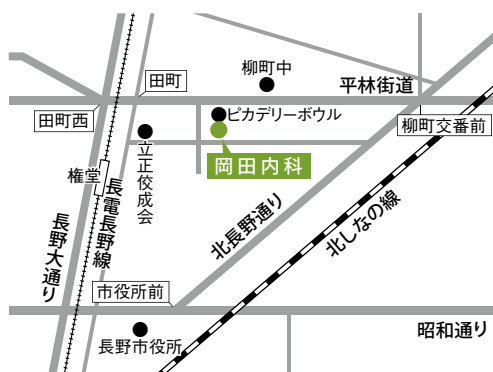 柳町中
田町
平林街道
田町西
ピカデリーボウル
柳町交番前
立正佼成会
岡田内科
権堂
長電長野線
北長野通り
北しなの線
長野大通り
市役所前
昭和通り
長野市役所